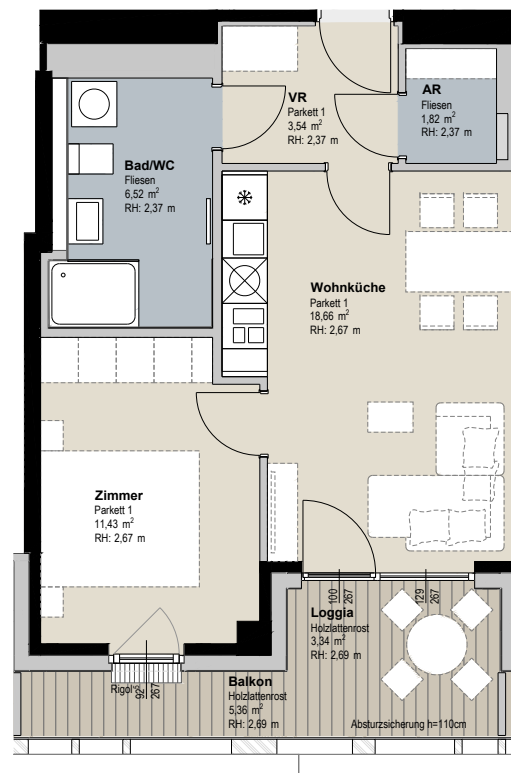 VR
Parkett 1
3,54 m²
RH: 2,37 m
AR
Fliesen
1,82 m²
RH: 2,37 m
Bad/WC
Fliesen
6,52 m²
RH: 2,37 m
Wohnküche
Parkett 1
18,66 m²
RH: 2,67 m
Zimmer
Parkett 1
11,43 m²
RH: 2,67 m
100
267
129
267
Loggia
Holzlattenrost
3,34 m²
RH: 2,69 m
Rigol
92
267
Balkon
Holzlattenrost
5,36 m²
RH: 2,69 m
Absturzsicherung h=110cm